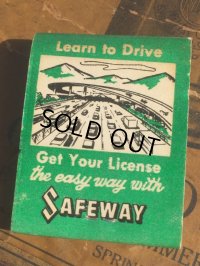 Learn to Drive
SOLD OUT
Get Your License
the easy way with
SAFEWAY